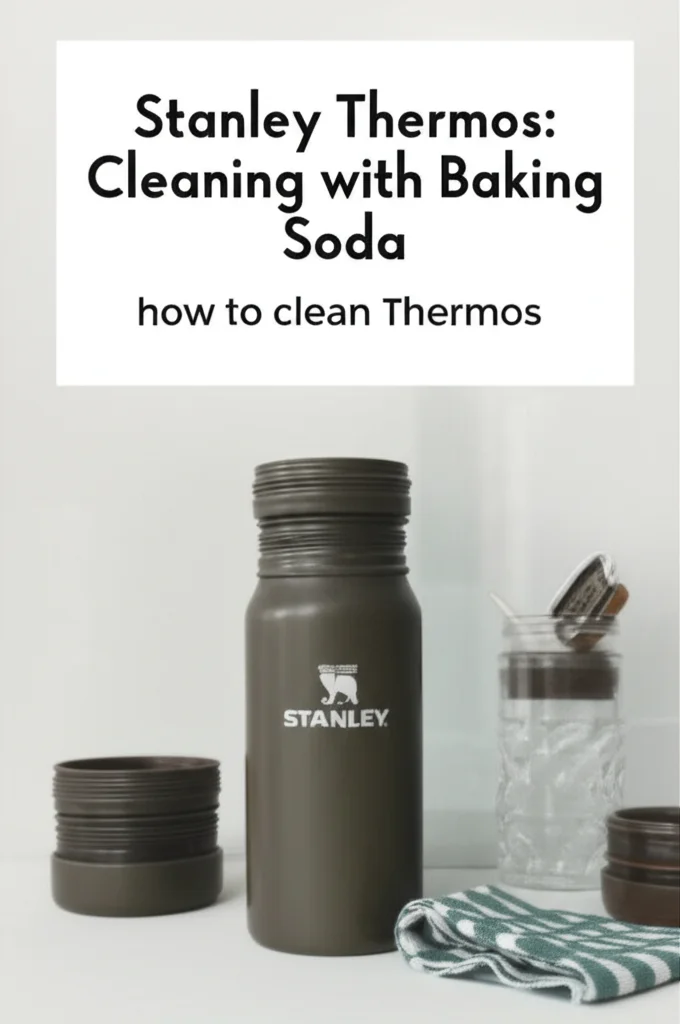 Stanley Thermos:
Cleaning with Baking
Soda
how to clean Thermos
STANLEY